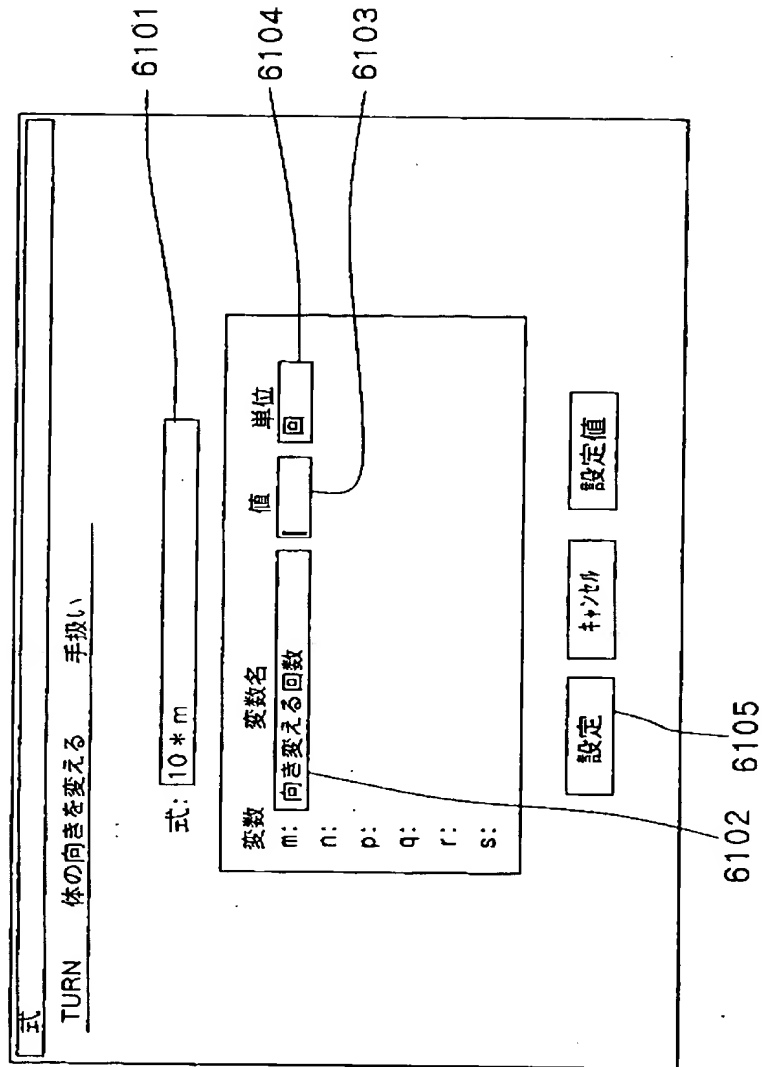 式
TURN 体の向きを変える 手扱い
式: 10*m
変数 変数名 値 単位
m: 向き変える回数 回
n:
p:
q:
r:
s:
設定 キャンセル 設定値
6101
6104
6103
6102
6105